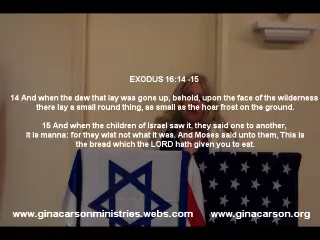 EXODUS 16:14 -15
14 And when the dew that lay was gone up, behold, upon the face of the wilderness
there lay a small round thing, as small as the hoar frost on the ground.
15 And when the children of Israel saw it, they said one to another,
It is manna: for they wist not what it was. And Moses said unto them, This is
the bread which the LORD hath given you to eat.
www.ginacarsonministries.webs.com www.ginacarson.org